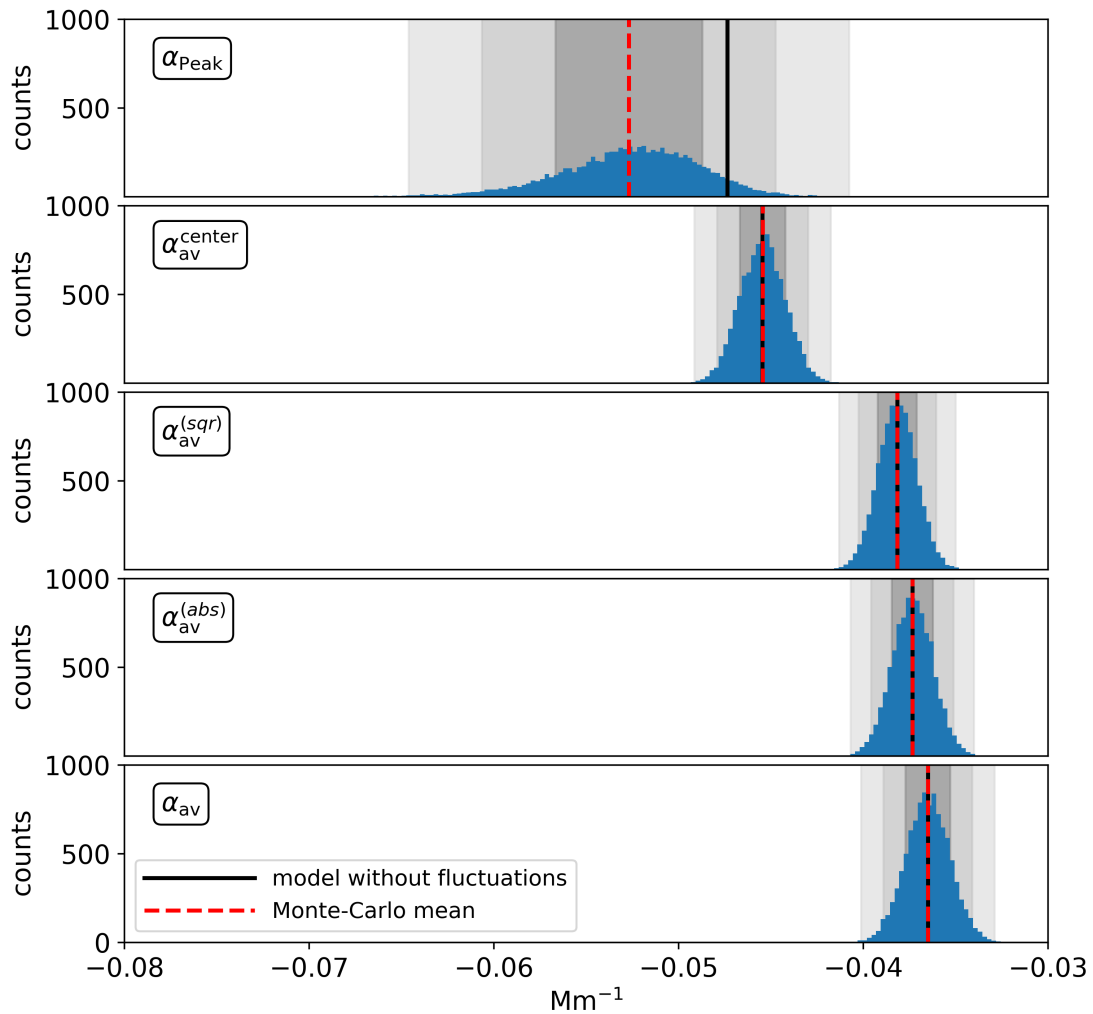 1000
α_Peak
500
counts
1000
α_av^center
500
counts
1000
α_av^(sqr)
500
counts
1000
α_av^(abs)
500
counts
1000
α_av
500
counts
model without fluctuations
Monte-Carlo mean
0
−0.08 −0.07 −0.06 −0.05 −0.04 −0.03
Mm⁻¹